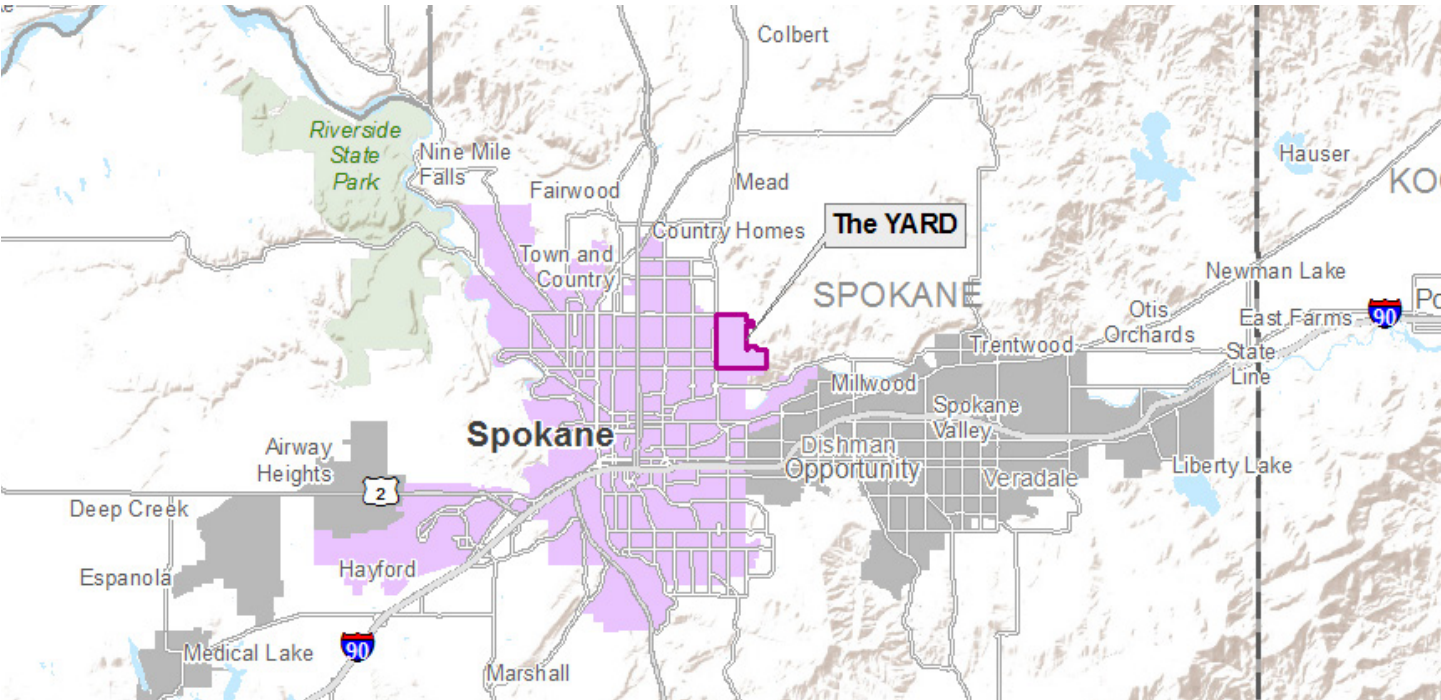 Colbert
Riverside
State
Park
Nine Mile
Falls
Fairwood
Mead
Hauser
KO
The YARD
Country Homes
Town and
Country
SPOKANE
Newman Lake
Otis
Orchards
East Farms
90
Po
Trentwood
State
Line
Millwood
Spokane
Valley
Spokane
Dishman
Opportunity
Veradale
Liberty Lake
Airway
Heights
2
Deep Creek
Espanola
Hayford
Medical Lake
90
Marshall